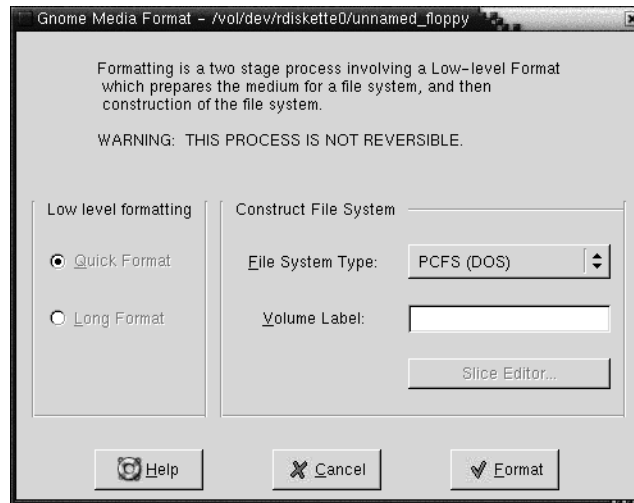 Gnome Media Format - /vol/dev/rdiskette0/unnamed_floppy
Formatting is a two stage process involving a Low-level Format
which prepares the medium for a file system, and then
construction of the file system.
WARNING: THIS PROCESS IS NOT REVERSIBLE.
Low level formatting
Quick Format
Long Format
Construct File System
File System Type: PCFS (DOS)
Volume Label:
Slice Editor...
Help Cancel Format